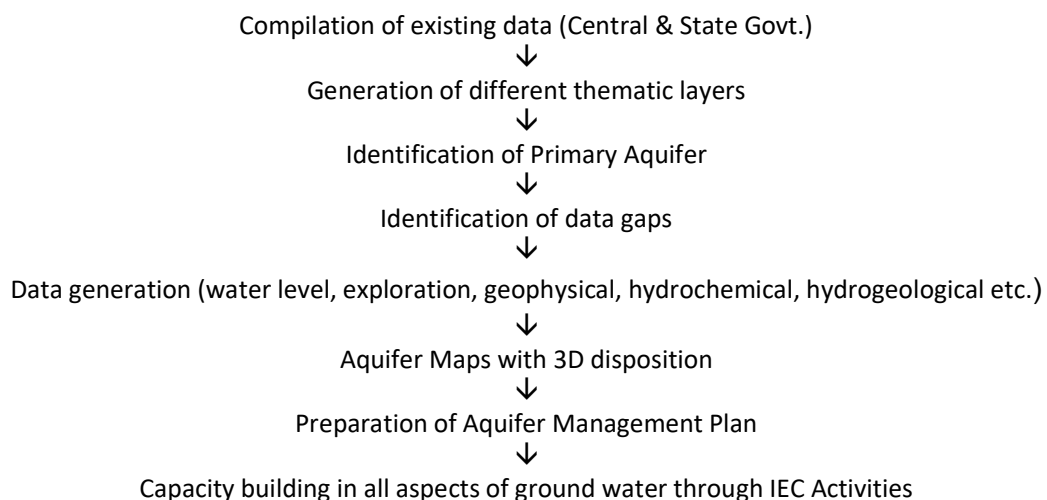 Compilation of existing data (Central & State Govt.)
↓
Generation of different thematic layers
↓
Identification of Primary Aquifer
↓
Identification of data gaps
↓
Data generation (water level, exploration, geophysical, hydrochemical, hydrogeological etc.)
↓
Aquifer Maps with 3D disposition
↓
Preparation of Aquifer Management Plan
↓
Capacity building in all aspects of ground water through IEC Activities